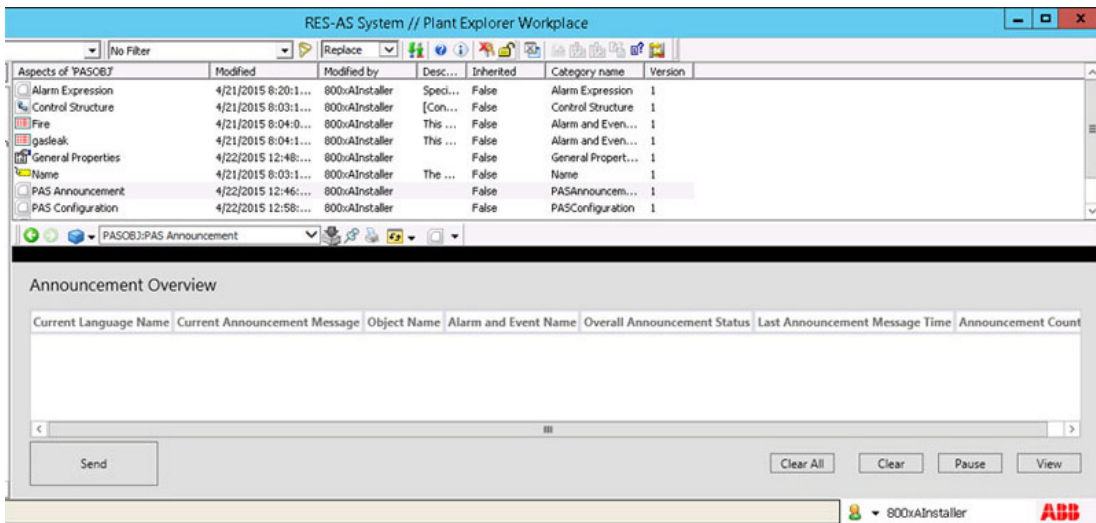 RES-AS System // Plant Explorer Workplace
No Filter Replace
Aspects of 'PASOBJ' Modified Modified by Desc... Inherited Category name Version
Alarm Expression 4/21/2015 8:20:1... 800xAInstaller Speci... False Alarm Expression 1
Control Structure 4/21/2015 8:03:1... 800xAInstaller [Con... False Control Structure 1
Fire 4/21/2015 8:04:0... 800xAInstaller This ... False Alarm and Even... 1
gasleak 4/21/2015 8:04:1... 800xAInstaller This ... False Alarm and Even... 1
General Properties 4/22/2015 12:48:... 800xAInstaller False General Propert... 1
Name 4/21/2015 8:03:1... 800xAInstaller The ... False Name 1
PAS Announcement 4/22/2015 12:46:... 800xAInstaller False PASAnnouncem... 1
PAS Configuration 4/22/2015 12:58:... 800xAInstaller False PASConfiguration 1
PASOBJ:PAS Announcement
Announcement Overview
Current Language Name Current Announcement Message Object Name Alarm and Event Name Overall Announcement Status Last Announcement Message Time Announcement Count
Send Clear All Clear Pause View
800xAInstaller ABB